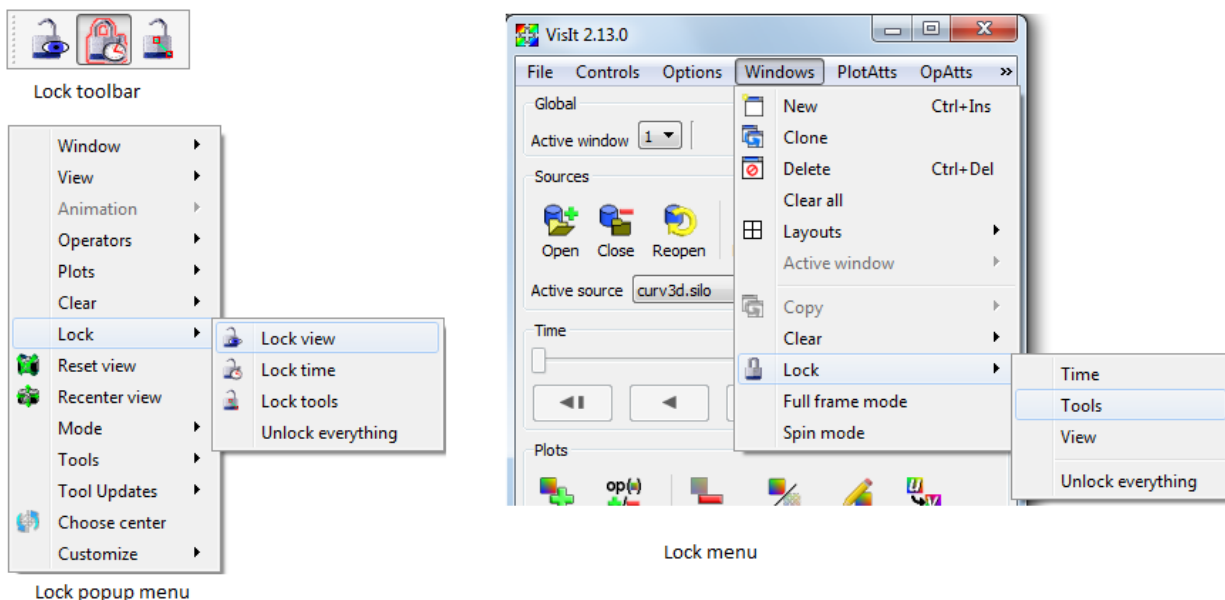 Lock toolbar
Window
View
Animation
Operators
Plots
Clear
Lock
Reset view
Recenter view
Mode
Tools
Tool Updates
Choose center
Customize
Lock view
Lock time
Lock tools
Unlock everything
Lock popup menu
VisIt 2.13.0
File Controls Options Windows PlotAtts OpAtts »
Global
Active window 1
Sources
Open Close Reopen
Active source curv3d.silo
Time
Plots
op(=)
New Ctrl+Ins
Clone
Delete Ctrl+Del
Clear all
Layouts
Active window
Copy
Clear
Lock
Full frame mode
Spin mode
Time
Tools
View
Unlock everything
Lock menu